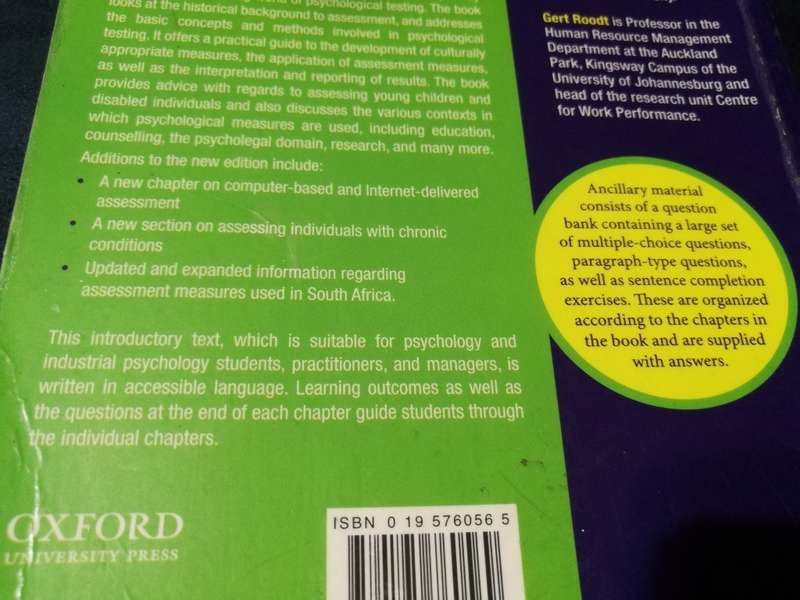 of psychological testing. The book
looks at the historical background to assessment, and addresses
the basic concepts and methods involved in psychological
testing. It offers a practical guide to the development of culturally
appropriate measures, the application of assessment measures,
as well as the interpretation and reporting of results. The book
provides advice with regards to assessing young children and
disabled individuals and also discusses the various contexts in
which psychological measures are used, including education,
counselling, the psycholegal domain, research, and many more.
Additions to the new edition include:
• A new chapter on computer-based and Internet-delivered
assessment
• A new section on assessing individuals with chronic
conditions
• Updated and expanded information regarding
assessment measures used in South Africa.
This introductory text, which is suitable for psychology and
industrial psychology students, practitioners, and managers, is
written in accessible language. Learning outcomes as well as
the questions at the end of each chapter guide students through
the individual chapters.
OXFORD
UNIVERSITY PRESS
ISBN 0 19 576056 5
Gert Roodt is Professor in the
Human Resource Management
Department at the Auckland
Park, Kingsway Campus of the
University of Johannesburg and
head of the research unit Centre
for Work Performance.
Ancillary material
consists of a question
bank containing a large set
of multiple-choice questions,
paragraph-type questions,
as well as sentence completion
exercises. These are organized
according to the chapters in
the book and are supplied
with answers.